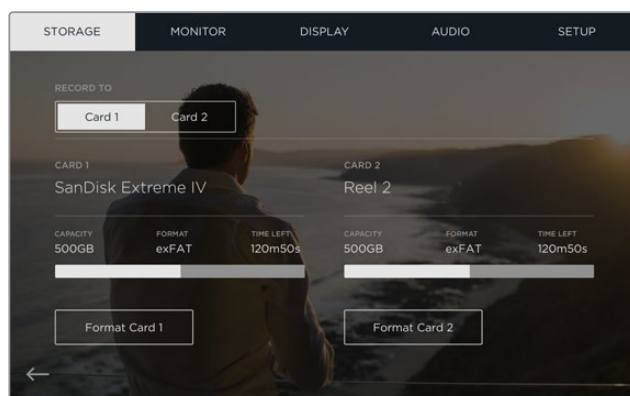 STORAGE MONITOR DISPLAY AUDIO SETUP
RECORD TO
Card 1 Card 2
CARD 1 CARD 2
SanDisk Extreme IV Reel 2
CAPACITY FORMAT TIME LEFT CAPACITY FORMAT TIME LEFT
500GB exFAT 120m50s 500GB exFAT 120m50s
Format Card 1 Format Card 2